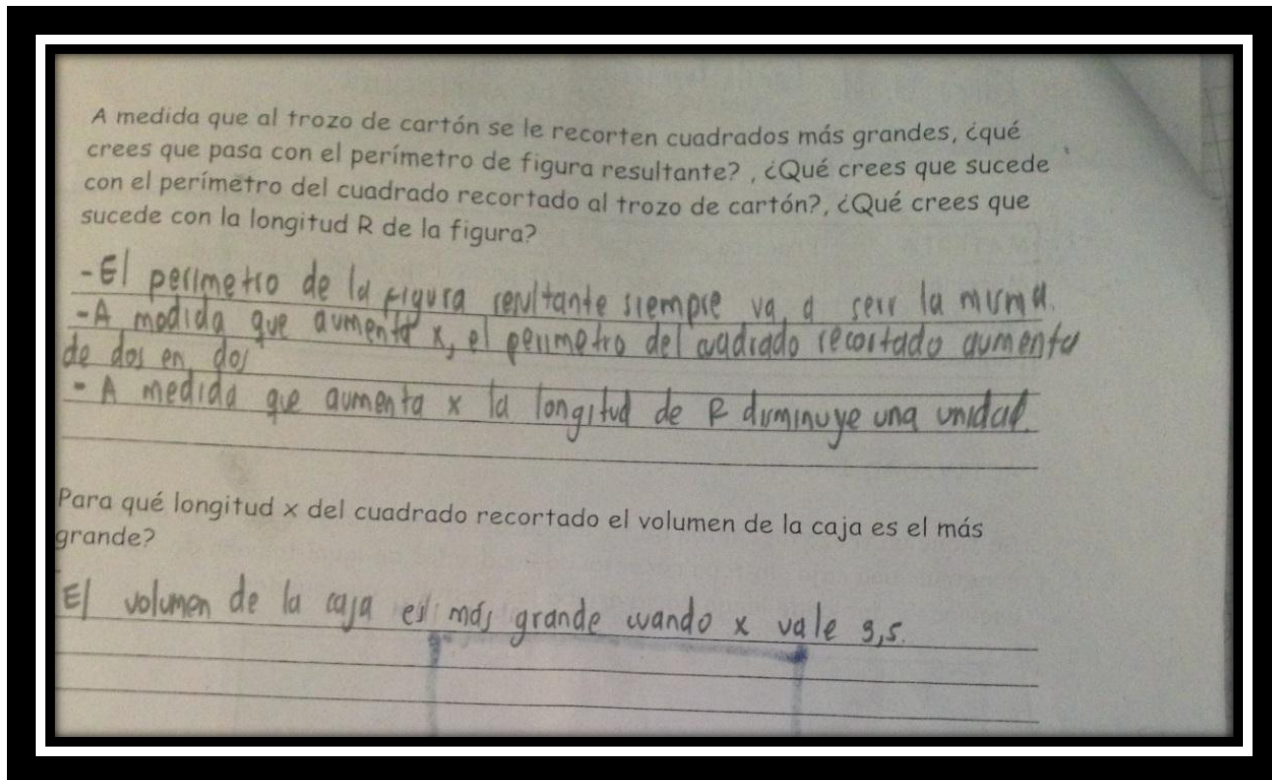 A medida que al trozo de cartón se le recorten cuadrados más grandes, ¿qué
crees que pasa con el perímetro de figura resultante? , ¿Qué crees que sucede
con el perímetro del cuadrado recortado al trozo de cartón?, ¿Qué crees que
sucede con la longitud R de la figura?
- El perimetro de la figura resultante siempre va a ser la misma.
- A medida que aumenta x, el perimetro del cuadrado recortado aumenta
de dos en dos
- A medida que aumenta x la longitud de R disminuye una unidad.
Para qué longitud x del cuadrado recortado el volumen de la caja es el más
grande?
El volumen de la caja es más grande cuando x vale 3,5.